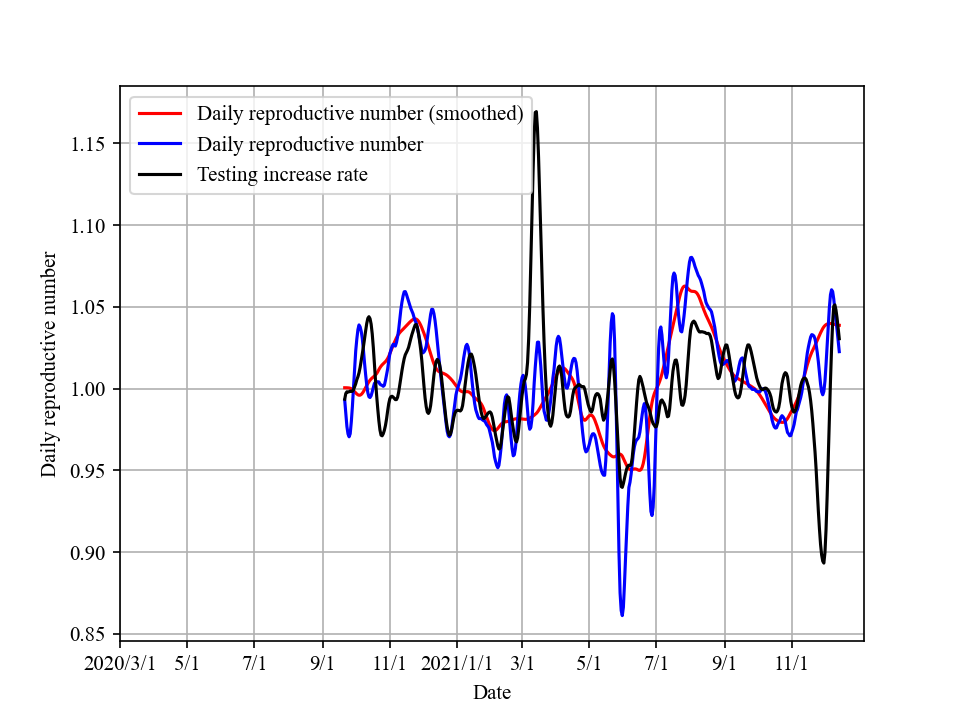 Daily reproductive number (smoothed)
Daily reproductive number
Testing increase rate
Daily reproductive number
1.15
1.10
1.05
1.00
0.95
0.90
0.85
2020/3/1 5/1 7/1 9/1 11/1 2021/1/1 3/1 5/1 7/1 9/1 11/1
Date